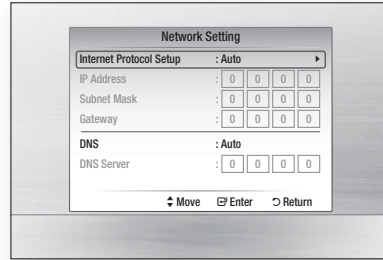 Network Setting
Internet Protocol Setup : Auto
IP Address : 0 0 0 0
Subnet Mask : 0 0 0 0
Gateway : 0 0 0 0
DNS : Auto
DNS Server : 0 0 0 0
Move Enter Return